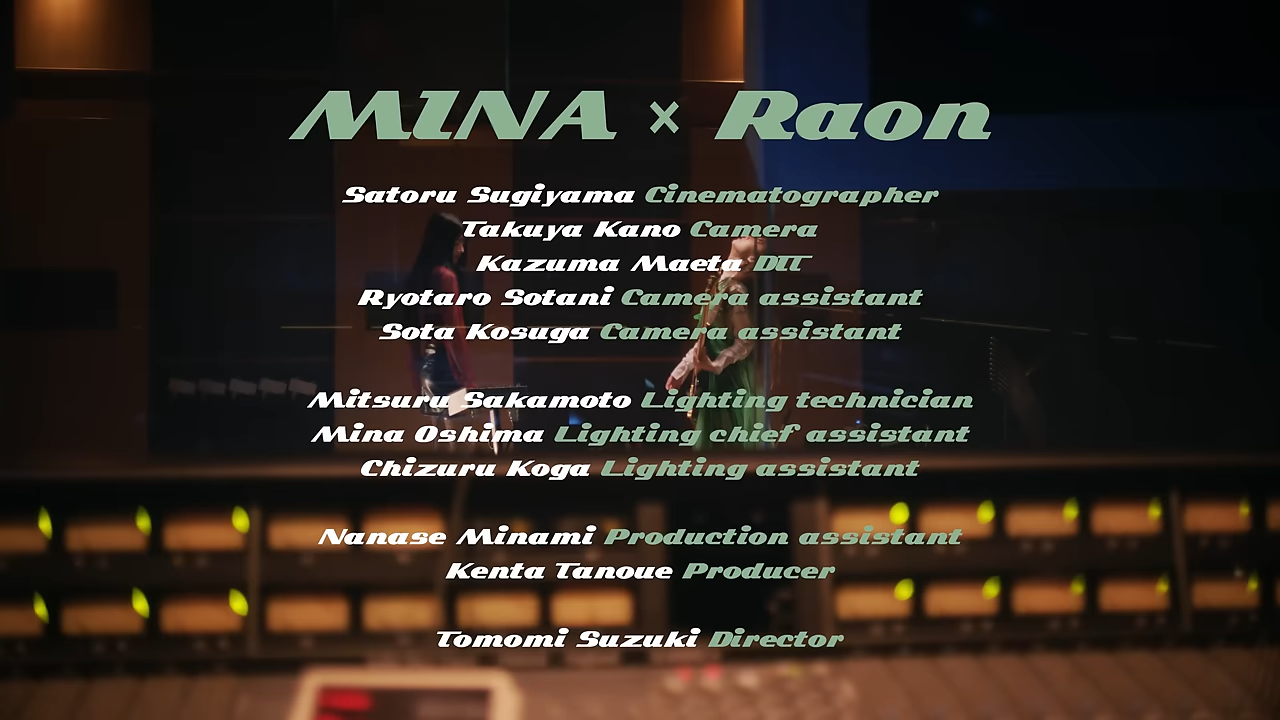 MINA × Raon
Satoru Sugiyama Cinematographer
Takuya Kano Camera
Kazuma Maeta DIT
Ryotaro Sotani Camera assistant
Sota Kosuga Camera assistant
Mitsuru Sakamoto Lighting technician
Mina Oshima Lighting chief assistant
Chizuru Koga Lighting assistant
Nanase Minami Production assistant
Kenta Tanoue Producer
Tomomi Suzuki Director